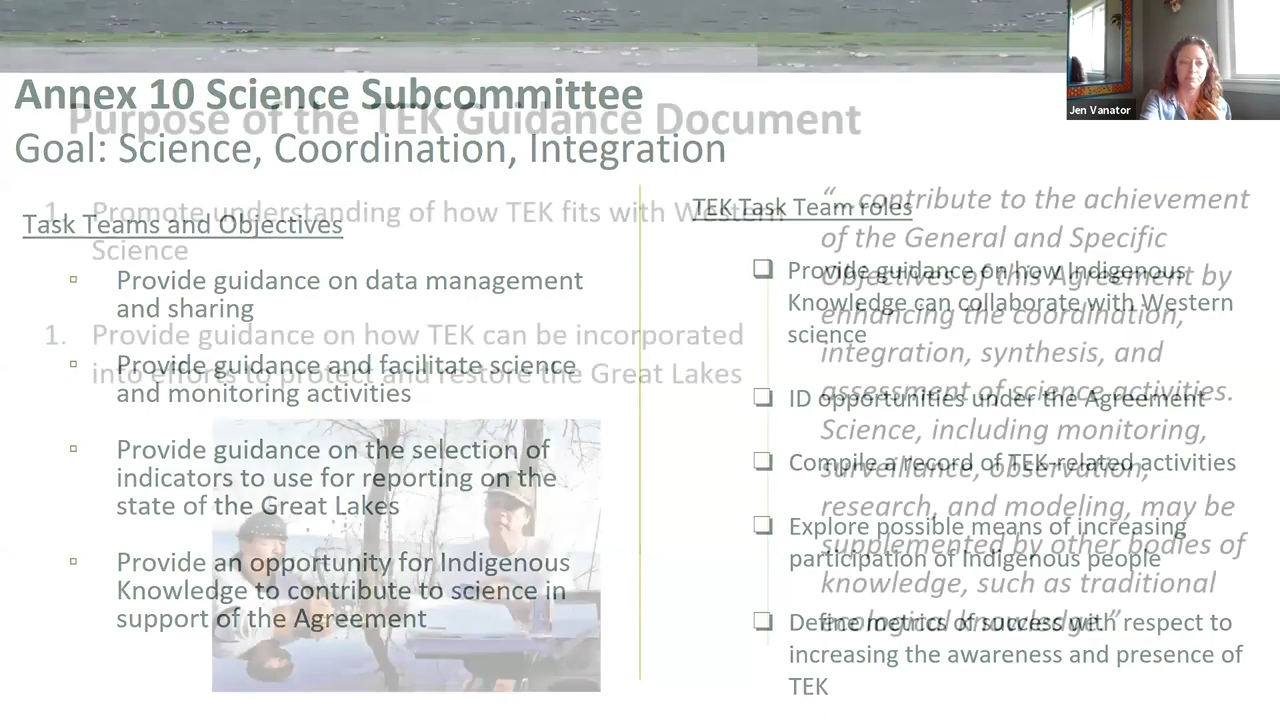 Annex 10 Science Subcommittee
Goal: Science, Coordination, Integration
Task Teams and Objectives
▫ Provide guidance on data management
and sharing
▫ Provide guidance and facilitate science
and monitoring activities
▫ Provide guidance on the selection of
indicators to use for reporting on the
state of the Great Lakes
▫ Provide an opportunity for Indigenous
Knowledge to contribute to science in
support of the Agreement
TEK Task Team roles
❑ Provide guidance on how Indigenous
Knowledge can collaborate with Western
science
❑ ID opportunities under the Agreement
❑ Compile a record of TEK-related activities
❑ Explore possible means of increasing
participation of Indigenous people
❑ Define metrics of success with respect to
increasing the awareness and presence of
TEK
Purpose of the TEK Guidance Document
1. Promote understanding of how TEK fits with Western
Science
1. Provide guidance on how TEK can be incorporated
into efforts to protect and restore the Great Lakes
contribute to the achievement
of the General and Specific
Objectives of this Agreement by
enhancing the coordination,
integration, synthesis, and
assessment of science activities.
Science, including monitoring,
surveillance, observation,
research, and modeling, may be
supplemented by other bodies of
knowledge, such as traditional
ecological knowledge."
Jen Vanator